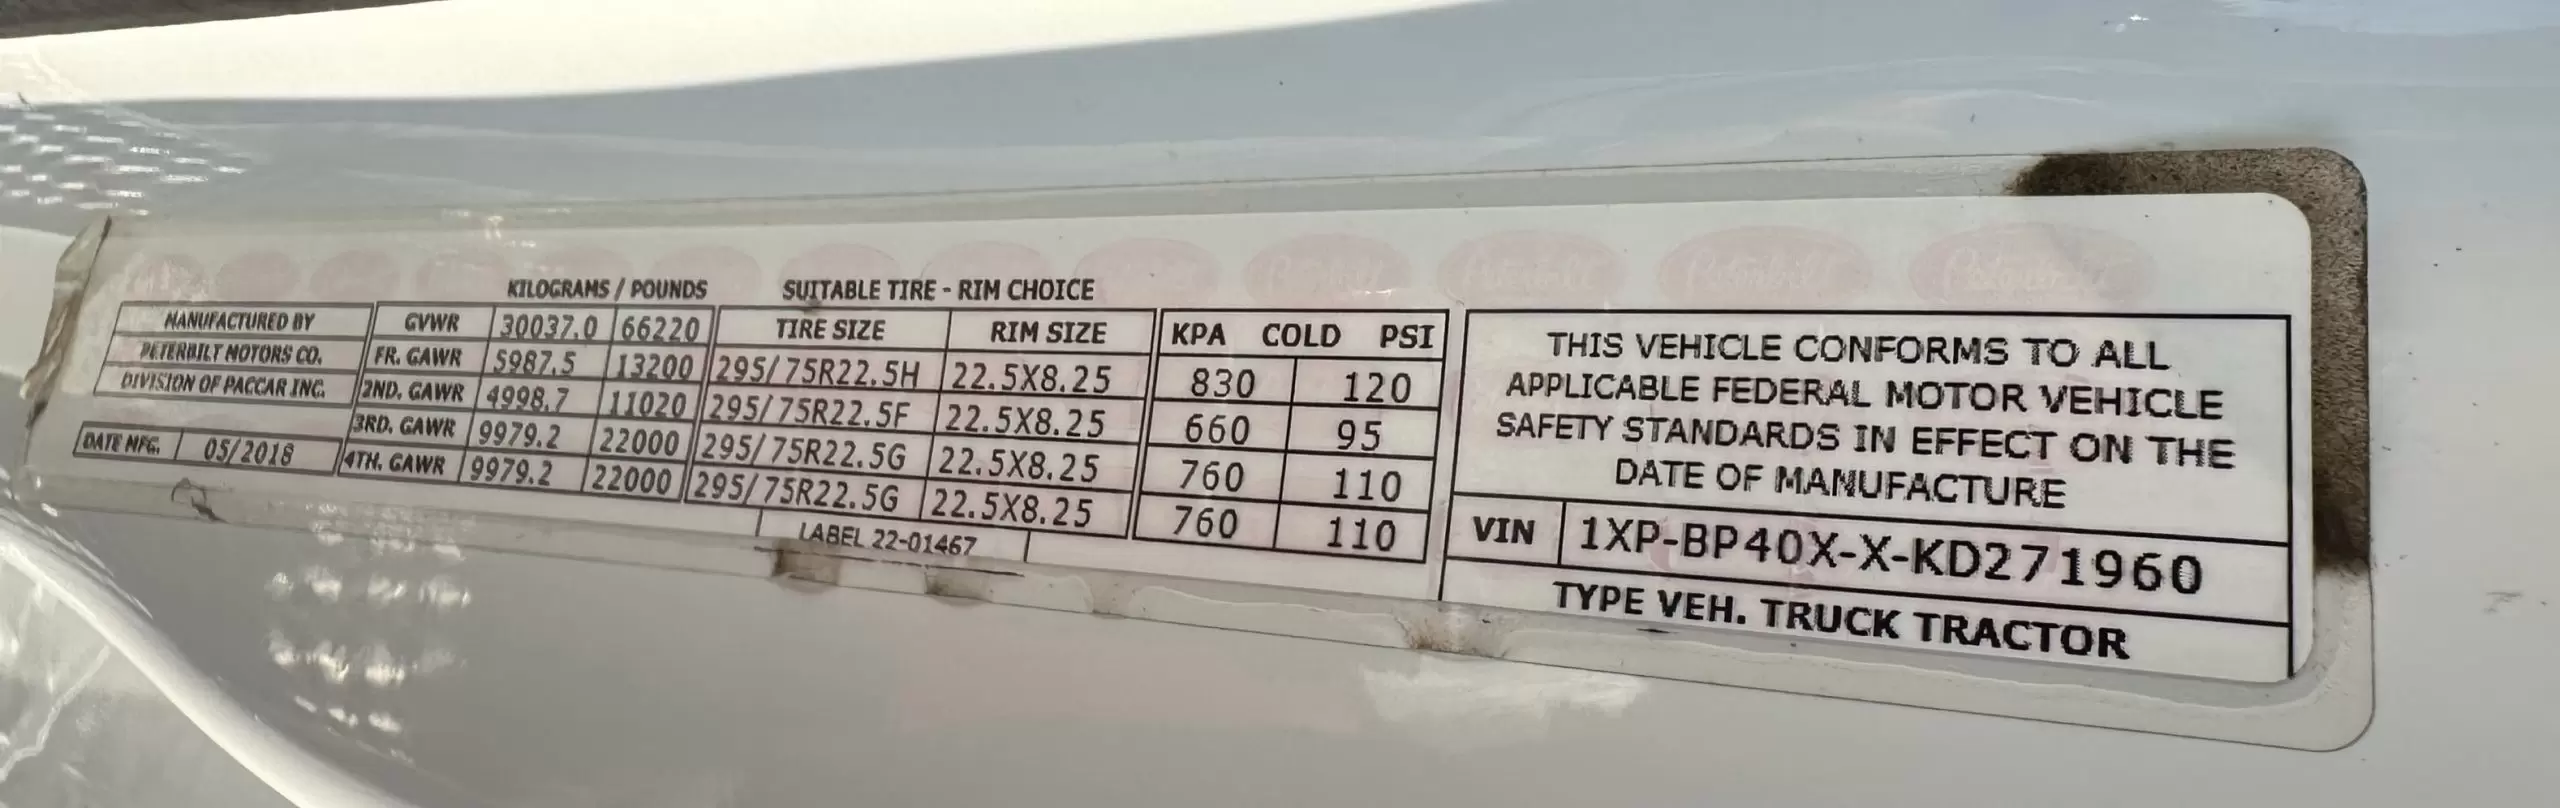 Peterbilt Peterbilt Peterbilt Peterbilt
KILOGRAMS / POUNDS SUITABLE TIRE - RIM CHOICE
MANUFACTURED BY
PETERBILT MOTORS CO.
DIVISION OF PACCAR INC.
DATE MFG. 05/2018
GVWR 30037.0 66220 TIRE SIZE RIM SIZE KPA COLD PSI
FR. GAWR 5987.5 13200 295/75R22.5H 22.5X8.25 830 120
2ND. GAWR 4998.7 11020 295/75R22.5F 22.5X8.25 660 95
3RD. GAWR 9979.2 22000 295/75R22.5G 22.5X8.25 760 110
4TH. GAWR 9979.2 22000 295/75R22.5G 22.5X8.25 760 110
LABEL 22-01467
THIS VEHICLE CONFORMS TO ALL
APPLICABLE FEDERAL MOTOR VEHICLE
SAFETY STANDARDS IN EFFECT ON THE
DATE OF MANUFACTURE
VIN 1XP-BP40X-X-KD271960
TYPE VEH. TRUCK TRACTOR